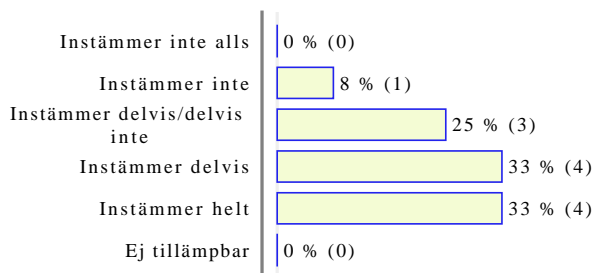 Instämmer inte alls 0 % (0)
Instämmer inte 8 % (1)
Instämmer delvis/delvis
inte 25 % (3)
Instämmer delvis 33 % (4)
Instämmer helt 33 % (4)
Ej tillämpbar 0 % (0)